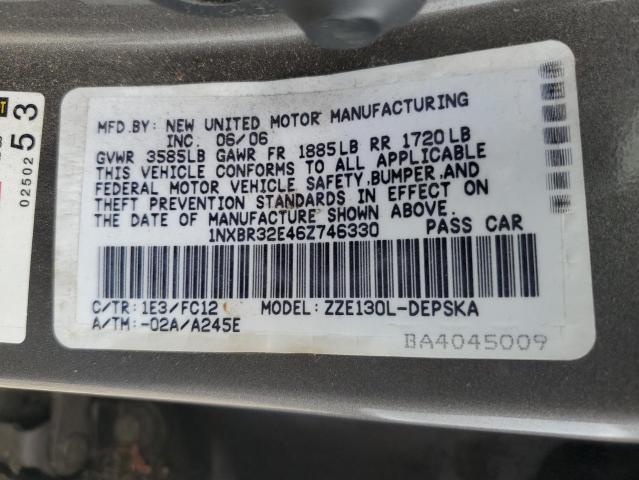 MFD.BY: NEW UNITED MOTOR MANUFACTURING
INC. 06/06
GVWR 3585LB GAWR FR 1885LB RR 1720LB
THIS VEHICLE CONFORMS TO ALL APPLICABLE
FEDERAL MOTOR VEHICLE SAFETY,BUMPER,AND
THEFT PREVENTION STANDARDS IN EFFECT ON
THE DATE OF MANUFACTURE SHOWN ABOVE.
1NXBR32E46Z746330 PASS CAR
C/TR: 1E3/FC12 MODEL: ZZE130L-DEPSKA
A/TM: -02A/A245E
BA4045009
02502
53